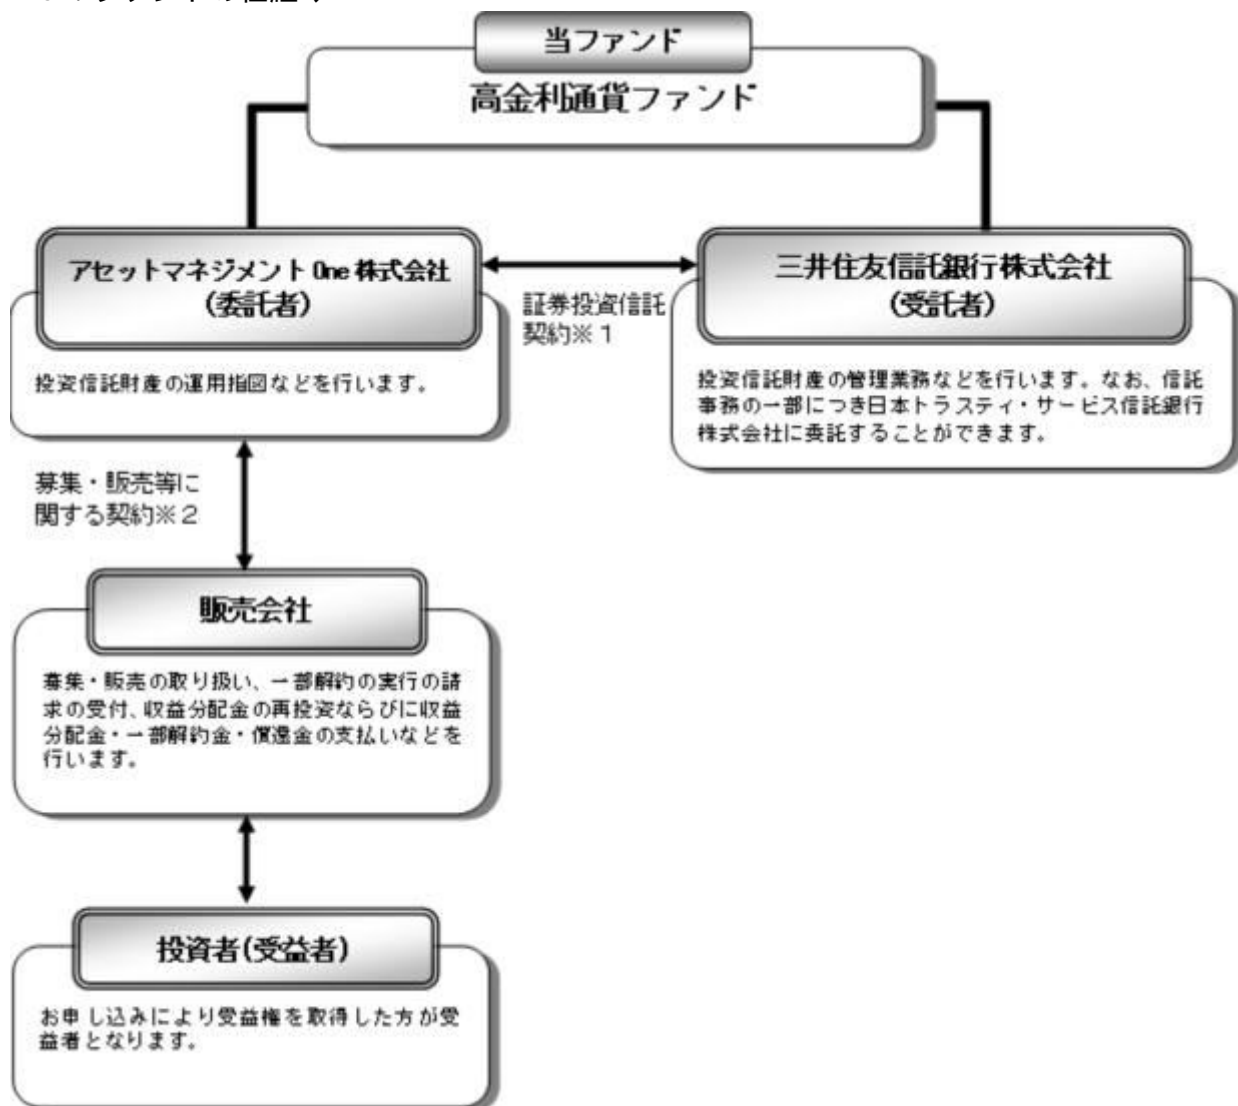 当ファンド
高金利通貨ファンド
アセットマネジメントOne株式会社
(委託者)
投資信託財産の運用指図などを行います。
証券投資信託
契約※1
三井住友信託銀行株式会社
(受託者)
投資信託財産の管理業務などを行います。なお、信託
事務の一部につき日本トラスティ・サービス信託銀行
株式会社に委託することができます。
募集・販売等に
関する契約※2
販売会社
募集・販売の取り扱い、一部解約の実行の請
求の受付、収益分配金の再投資ならびに収益
分配金・一部解約金・償還金の支払いなどを
行います。
投資者(受益者)
お申し込みにより受益権を取得した方が受
益者となります。